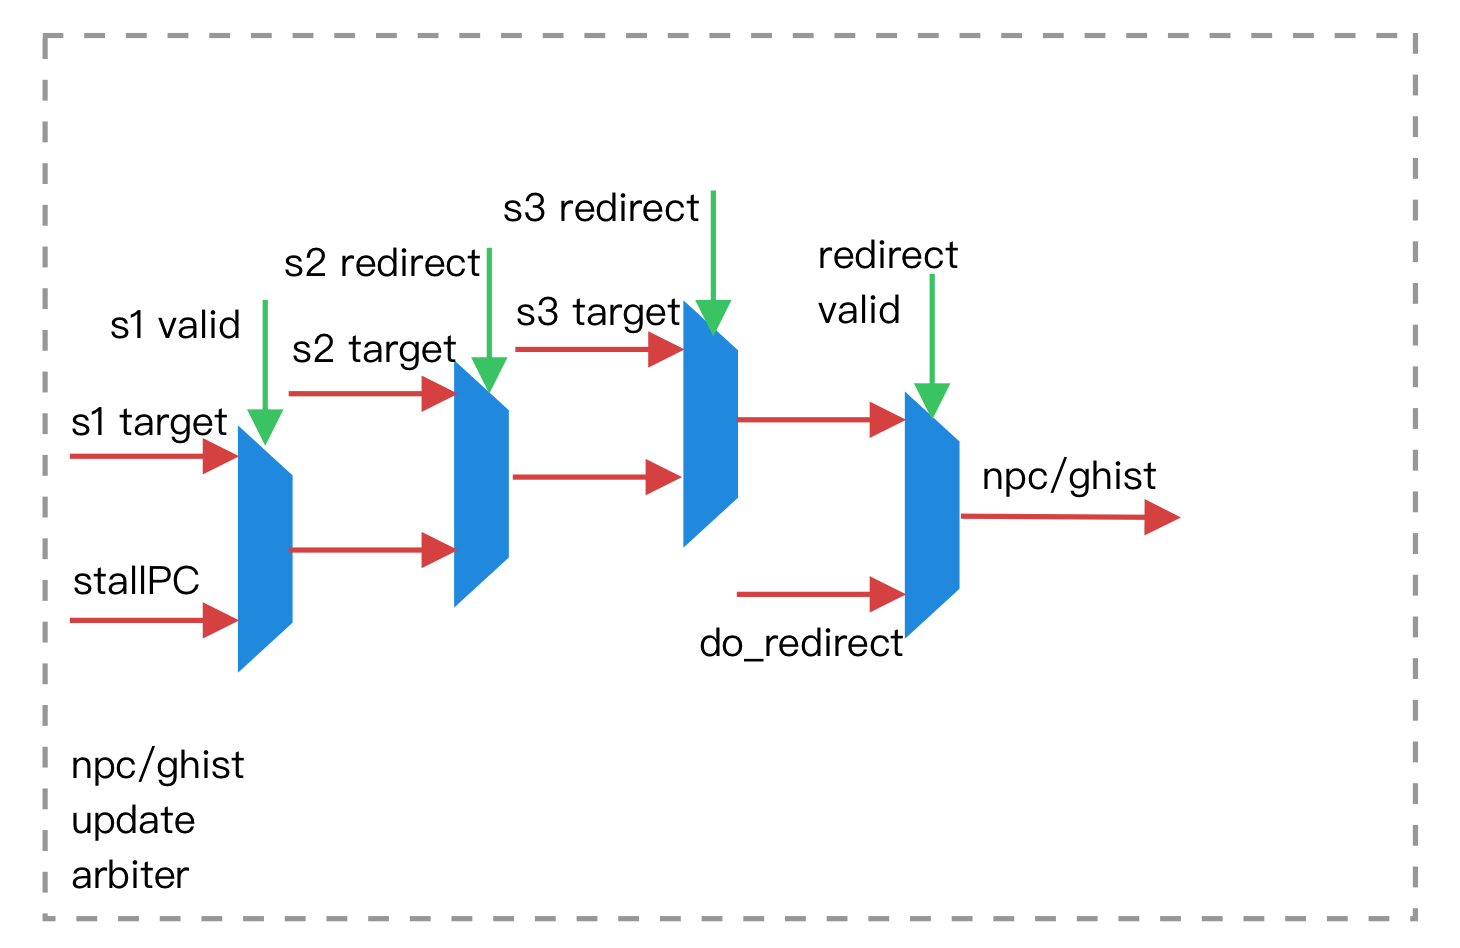 s3 redirect
s2 redirect
redirect
valid
s1 valid
s3 target
s2 target
s1 target
npc/ghist
stallPC
do_redirect
npc/ghist
update
arbiter